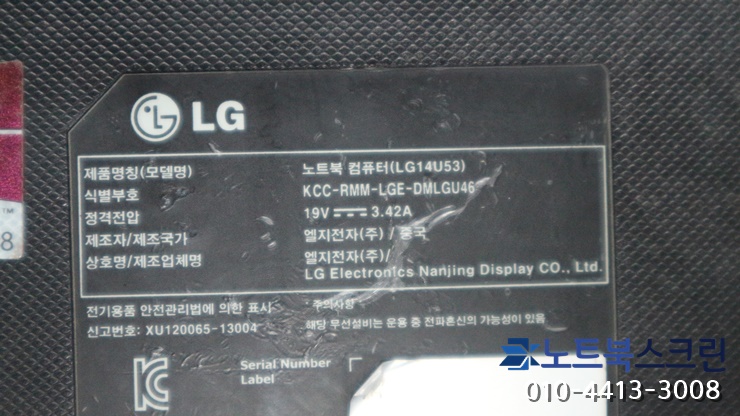 LG
제품명칭(모델명) 노트북 컴퓨터(LG14U53)
식별부호 KCC-RMM-LGE-DMLGU46
정격전압 19V 3.42A
제조자/제조국가 엘지전자(주) / 중국
상호명/제조업체명 엘지전자(주)/
LG Electronics Nanjing Display CO., Ltd.
전기용품 안전관리법에 의한 표시
신고번호: XU120065-13004
* 주의사항
해당 무선설비는 운용 중 전파혼신의 가능성이 있음
Serial Number
Label
TM
8
노트북스크린
010-4413-3008